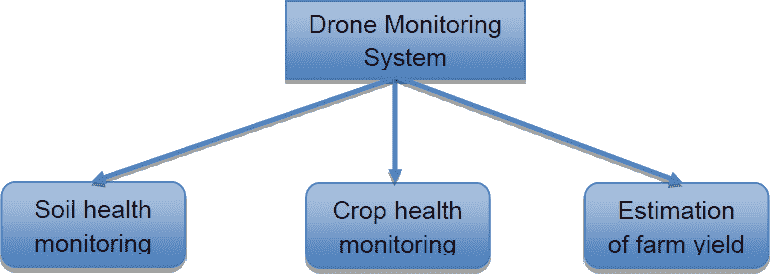 Drone Monitoring
System
Soil health
monitoring
Crop health
monitoring
Estimation
of farm yield